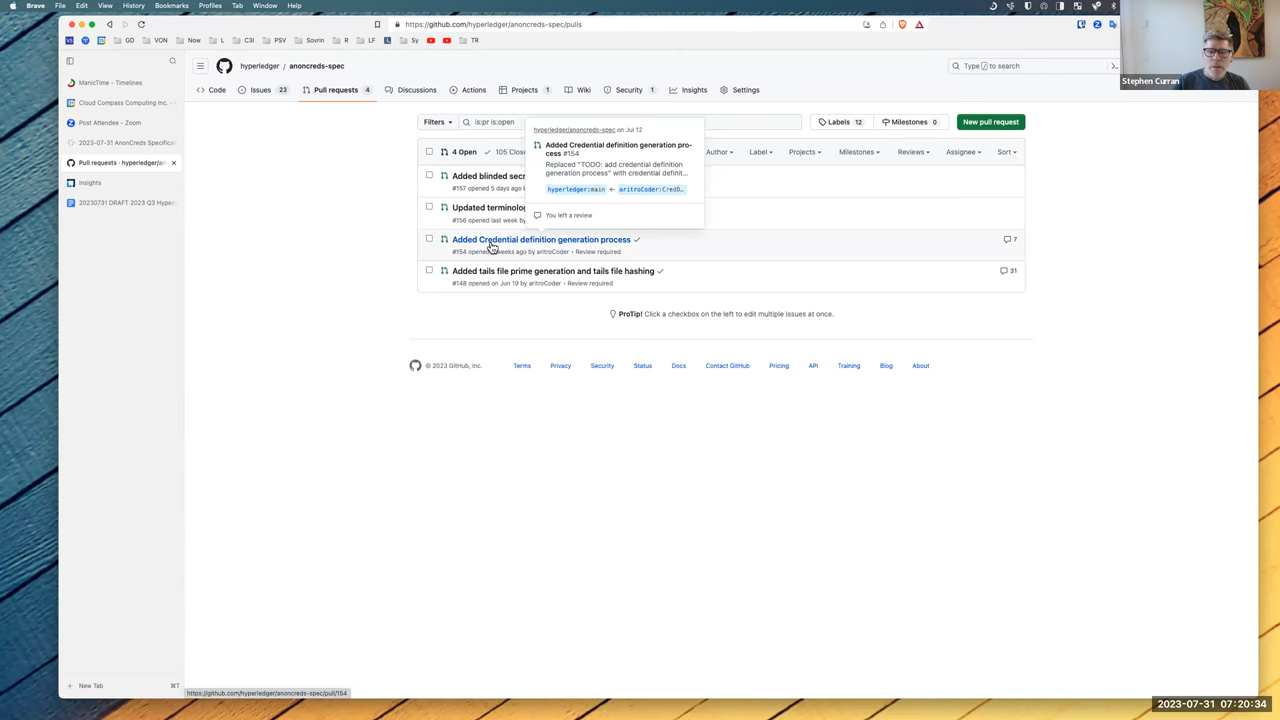 Brave File Edit View History Bookmarks Profiles Tab Window Help
https://github.com/hyperledger/anoncreds-spec/pulls
GD VON Now L C3I PSV Sovrin R LF Sy TR
ManicTime - Timelines
Cloud Compass Computing Inc. -
Post Attendee - Zoom
2023-07-31 AnonCreds Specificat
Pull requests · hyperledger/an
Insights
20230731 DRAFT 2023 Q3 Hyperl
New Tab ⌘T
hyperledger / anoncreds-spec
Type / to search
Code Issues 23 Pull requests 4 Discussions Actions Projects 1 Wiki Security 1 Insights Settings
Filters is:pr is:open Labels 12 Milestones 0 New pull request
4 Open 105 Close Author Label Projects Milestones Reviews Assignee Sort
Added blinded secr
#157 opened 5 days ago b
Updated terminolog
#156 opened last week by
Added Credential definition generation process 7
#154 opened weeks ago by aritroCoder • Review required
Added tails file prime generation and tails file hashing 31
#148 opened on Jun 19 by aritroCoder • Review required
hyperledger/anoncreds-spec on Jul 12
Added Credential definition generation pro-
cess #154
Replaced "TODO: add credential definition
generation process" with credential definit...
hyperledger:main ← aritroCoder:CredD...
You left a review
ProTip! Click a checkbox on the left to edit multiple issues at once.
© 2023 GitHub, Inc. Terms Privacy Security Status Docs Contact GitHub Pricing API Training Blog About
https://github.com/hyperledger/anoncreds-spec/pull/154
Stephen Curran
2023-07-31 07:20:34